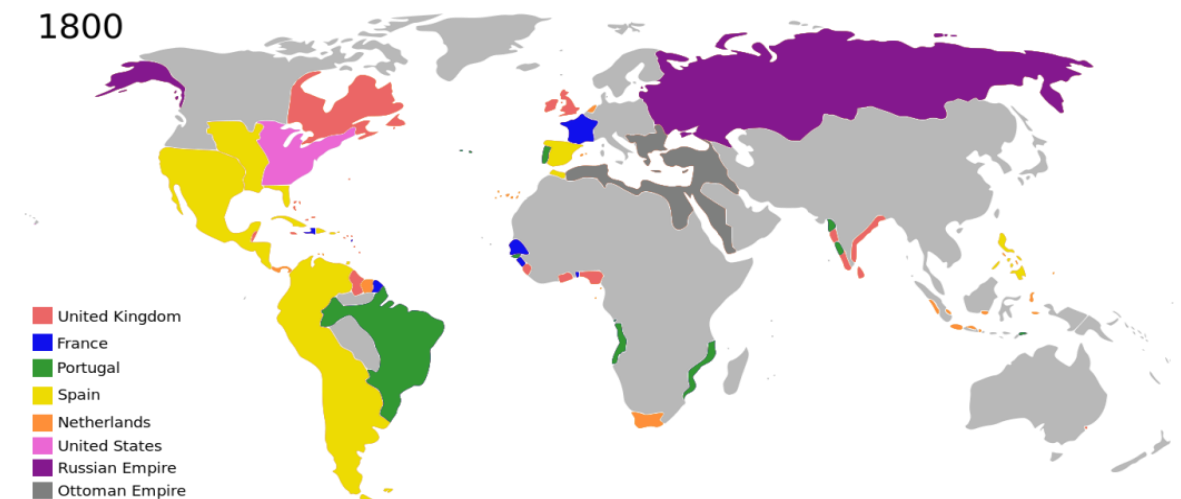 1800
United Kingdom
France
Portugal
Spain
Netherlands
United States
Russian Empire
Ottoman Empire